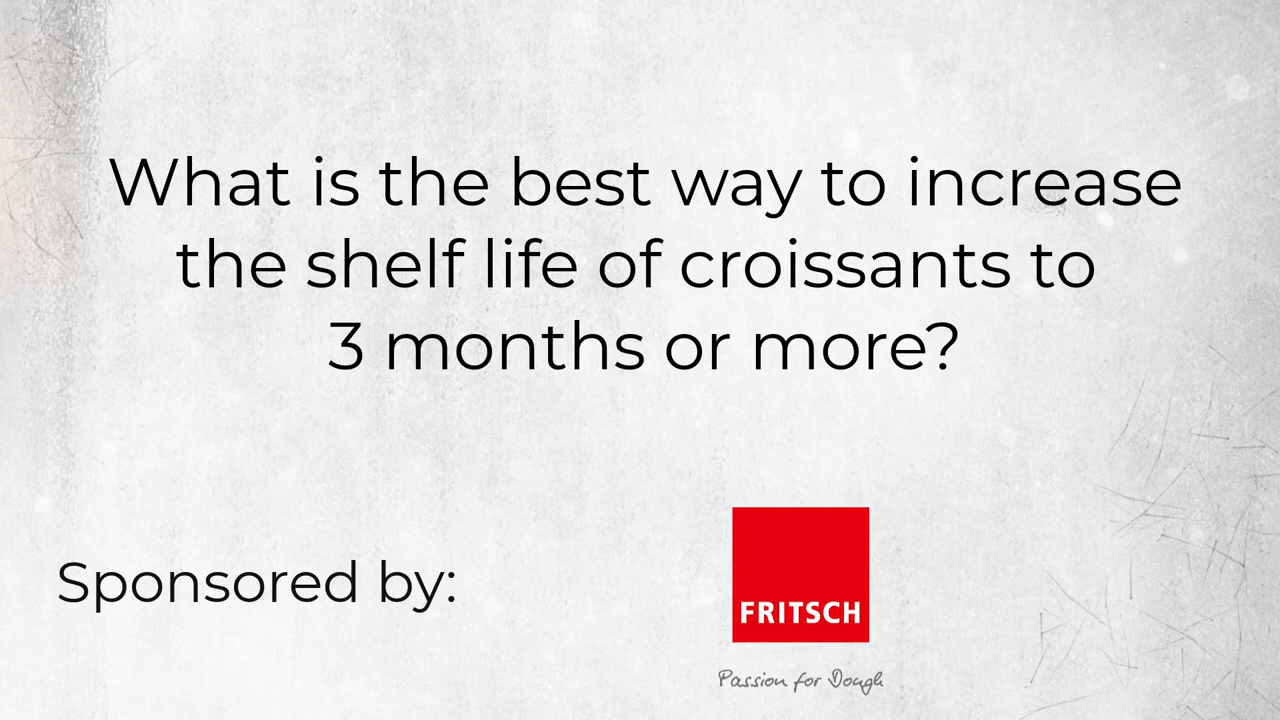 What is the best way to increase
the shelf life of croissants to
3 months or more?
Sponsored by:
FRITSCH
Passion for Dough